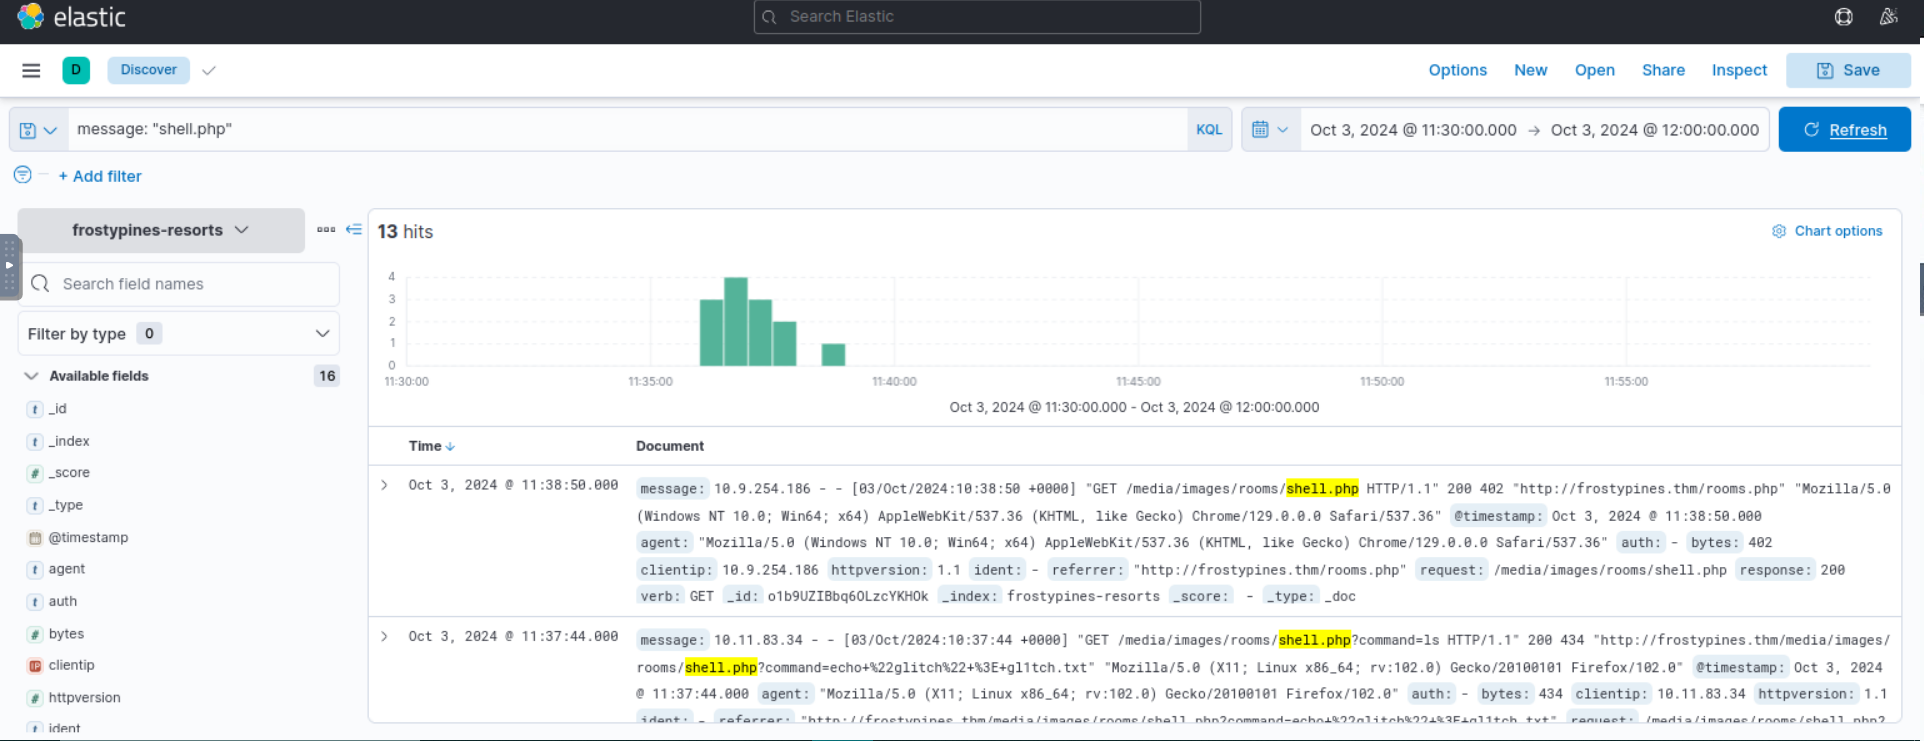 elastic
Search Elastic
D
Discover
Options
New
Open
Share
Inspect
Save
message: "shell.php"
KQL
Oct 3, 2024 @ 11:30:00.000 → Oct 3, 2024 @ 12:00:00.000
Refresh
+ Add filter
frostypines-resorts
Search field names
Filter by type 0
Available fields 16
t _id
t _index
# _score
t _type
@timestamp
t agent
t auth
# bytes
IP clientip
# httpversion
t ident
13 hits
Chart options
4
3
2
1
0
11:30:00 11:35:00 11:40:00 11:45:00 11:50:00 11:55:00
Oct 3, 2024 @ 11:30:00.000 - Oct 3, 2024 @ 12:00:00.000
Time ↓ Document
Oct 3, 2024 @ 11:38:50.000
message: 10.9.254.186 - - [03/Oct/2024:10:38:50 +0000] "GET /media/images/rooms/shell.php HTTP/1.1" 200 402 "http://frostypines.thm/rooms.php" "Mozilla/5.0
(Windows NT 10.0; Win64; x64) AppleWebKit/537.36 (KHTML, like Gecko) Chrome/129.0.0.0 Safari/537.36" @timestamp: Oct 3, 2024 @ 11:38:50.000
agent: "Mozilla/5.0 (Windows NT 10.0; Win64; x64) AppleWebKit/537.36 (KHTML, like Gecko) Chrome/129.0.0.0 Safari/537.36" auth: - bytes: 402
clientip: 10.9.254.186 httpversion: 1.1 ident: - referrer: "http://frostypines.thm/rooms.php" request: /media/images/rooms/shell.php response: 200
verb: GET _id: o1b9UZIBbq6OLzcYKHOk _index: frostypines-resorts _score: - _type: _doc
Oct 3, 2024 @ 11:37:44.000
message: 10.11.83.34 - - [03/Oct/2024:10:37:44 +0000] "GET /media/images/rooms/shell.php?command=ls HTTP/1.1" 200 434 "http://frostypines.thm/media/images/
rooms/shell.php?command=echo+%22glitch%22+%3E+gl1tch.txt" "Mozilla/5.0 (X11; Linux x86_64; rv:102.0) Gecko/20100101 Firefox/102.0" @timestamp: Oct 3, 2024
@ 11:37:44.000 agent: "Mozilla/5.0 (X11; Linux x86_64; rv:102.0) Gecko/20100101 Firefox/102.0" auth: - bytes: 434 clientip: 10.11.83.34 httpversion: 1.1
ident: - referrer: "http://frostypines.thm/media/images/rooms/shell.php?command=echo+%22glitch%22+%3E+gl1tch.txt" request: /media/images/rooms/shell.php?